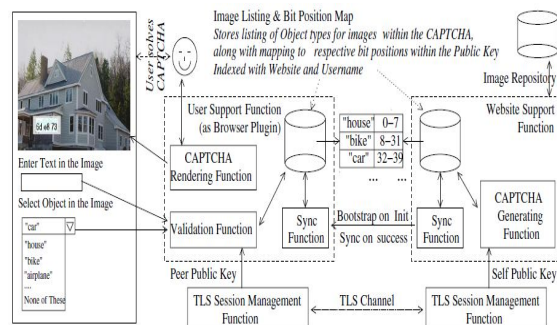 Image Listing & Bit Position Map
Stores listing of Object types for images within the CAPTCHA,
along with mapping to respective bit positions within the Public Key
Indexed with Website and Username
User solves
CAPTCHA
Image Repository
User Support Function
(as Browser Plugin)
Website Support
Function
"house" 0–7
"bike" 8–31
"car" 32–39
... ...
6d e8 73
Enter Text in the Image
Select Object in the Image
"car"
"house"
"bike"
"airplane"
....
None of These
CAPTCHA
Rendering Function
Validation Function
Sync
Function
Bootstrap on Init
Sync on success
Sync
Function
CAPTCHA
Generating
Function
Peer Public Key
Self Public Key
TLS Session Management
Function
TLS Channel
TLS Session Management
Function